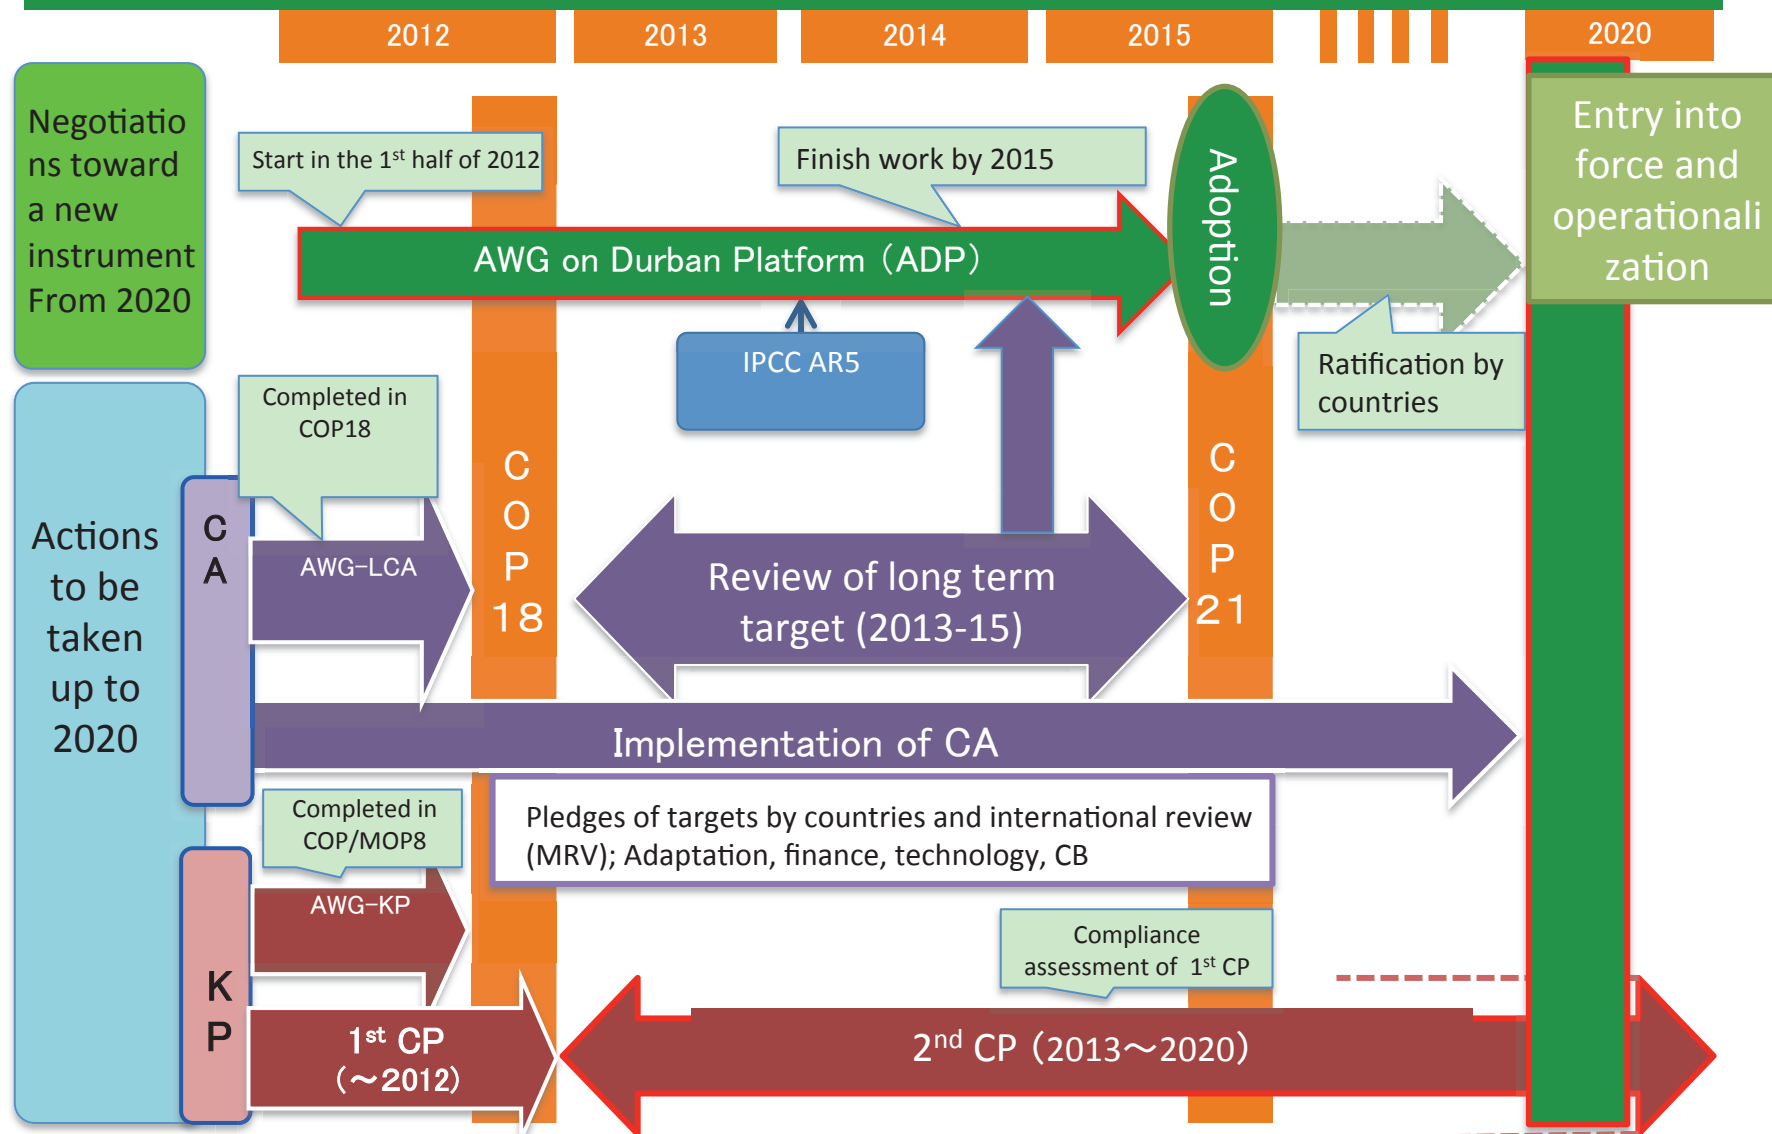 2012
2013
2014
2015
2020
Negotiatio
ns toward
a new
instrument
From 2020
Start in the 1st half of 2012
Finish work by 2015
AWG on Durban Platform (ADP)
Adoption
Entry into
force and
operationali
zation
IPCC AR5
Ratification by
countries
Actions
to be
taken
up to
2020
C
A
Completed in
COP18
AWG-LCA
C
O
P
18
Review of long term
target (2013-15)
C
O
P
21
Implementation of CA
Pledges of targets by countries and international review
(MRV); Adaptation, finance, technology, CB
K
P
Completed in
COP/MOP8
AWG-KP
Compliance
assessment of 1st CP
1st CP
(~2012)
2nd CP (2013~2020)